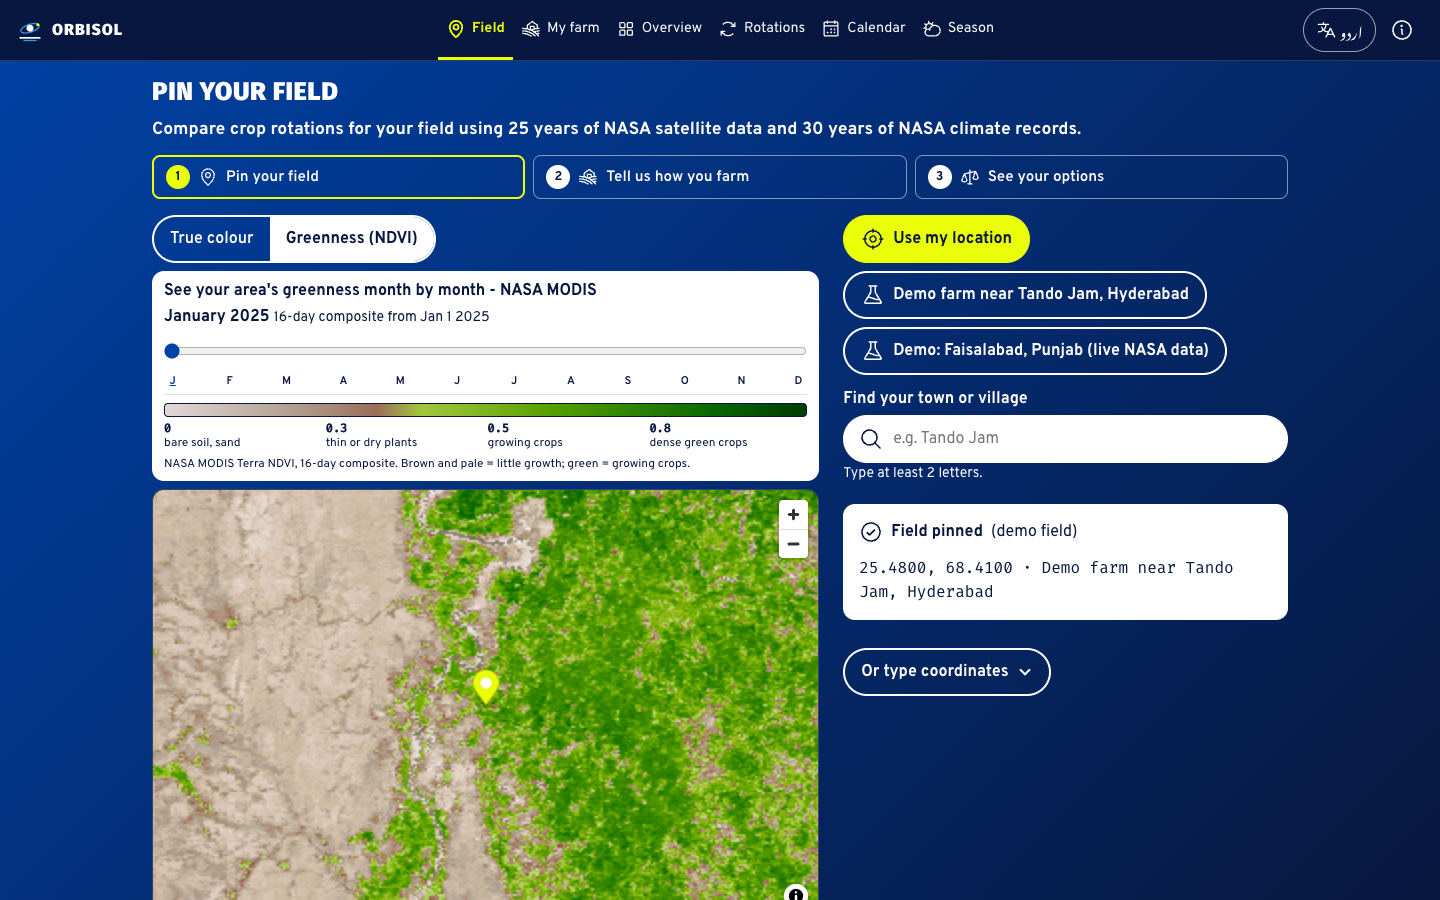 ORBISOL
Field
My farm
Overview
Rotations
Calendar
Season
اردو
PIN YOUR FIELD
Compare crop rotations for your field using 25 years of NASA satellite data and 30 years of NASA climate records.
1 Pin your field
2 Tell us how you farm
3 See your options
True colour
Greenness (NDVI)
See your area's greenness month by month - NASA MODIS
January 2025 16-day composite from Jan 1 2025
J F M A M J J A S O N D
0 0.3 0.5 0.8
bare soil, sand thin or dry plants growing crops dense green crops
NASA MODIS Terra NDVI, 16-day composite. Brown and pale = little growth; green = growing crops.
+
−
Use my location
Demo farm near Tando Jam, Hyderabad
Demo: Faisalabad, Punjab (live NASA data)
Find your town or village
e.g. Tando Jam
Type at least 2 letters.
Field pinned (demo field)
25.4800, 68.4100 · Demo farm near Tando
Jam, Hyderabad
Or type coordinates